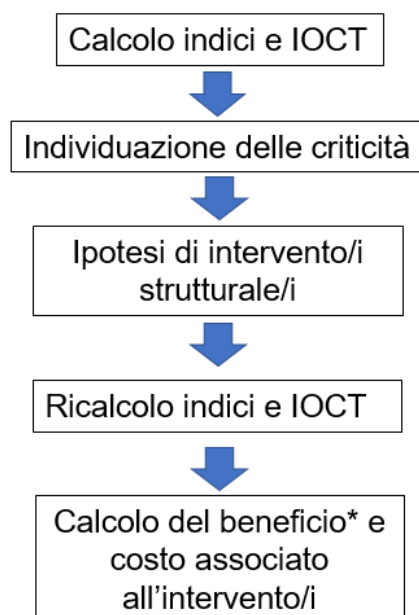 Calcolo indici e IOCT
Individuazione delle criticità
Ipotesi di intervento/i
strutturale/i
Ricalcolo indici e IOCT
Calcolo del beneficio* e
costo associato
all'intervento/i